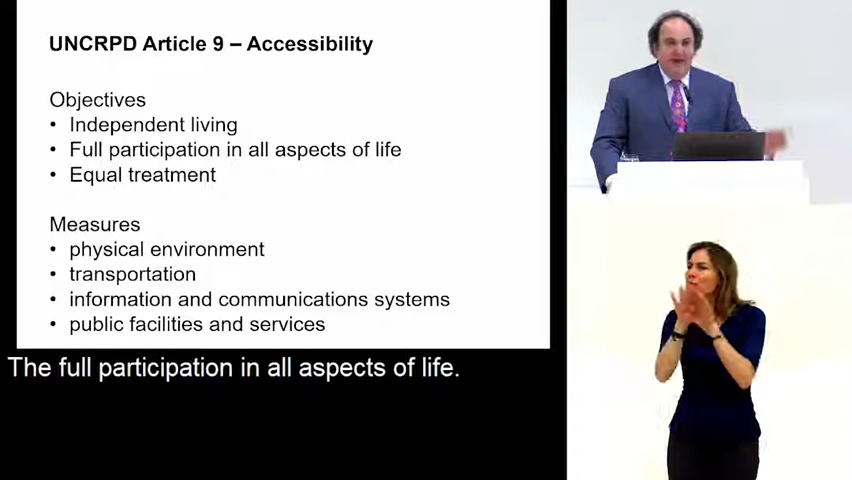 UNCRPD Article 9 – Accessibility
Objectives
• Independent living
• Full participation in all aspects of life
• Equal treatment
Measures
• physical environment
• transportation
• information and communications systems
• public facilities and services
The full participation in all aspects of life.